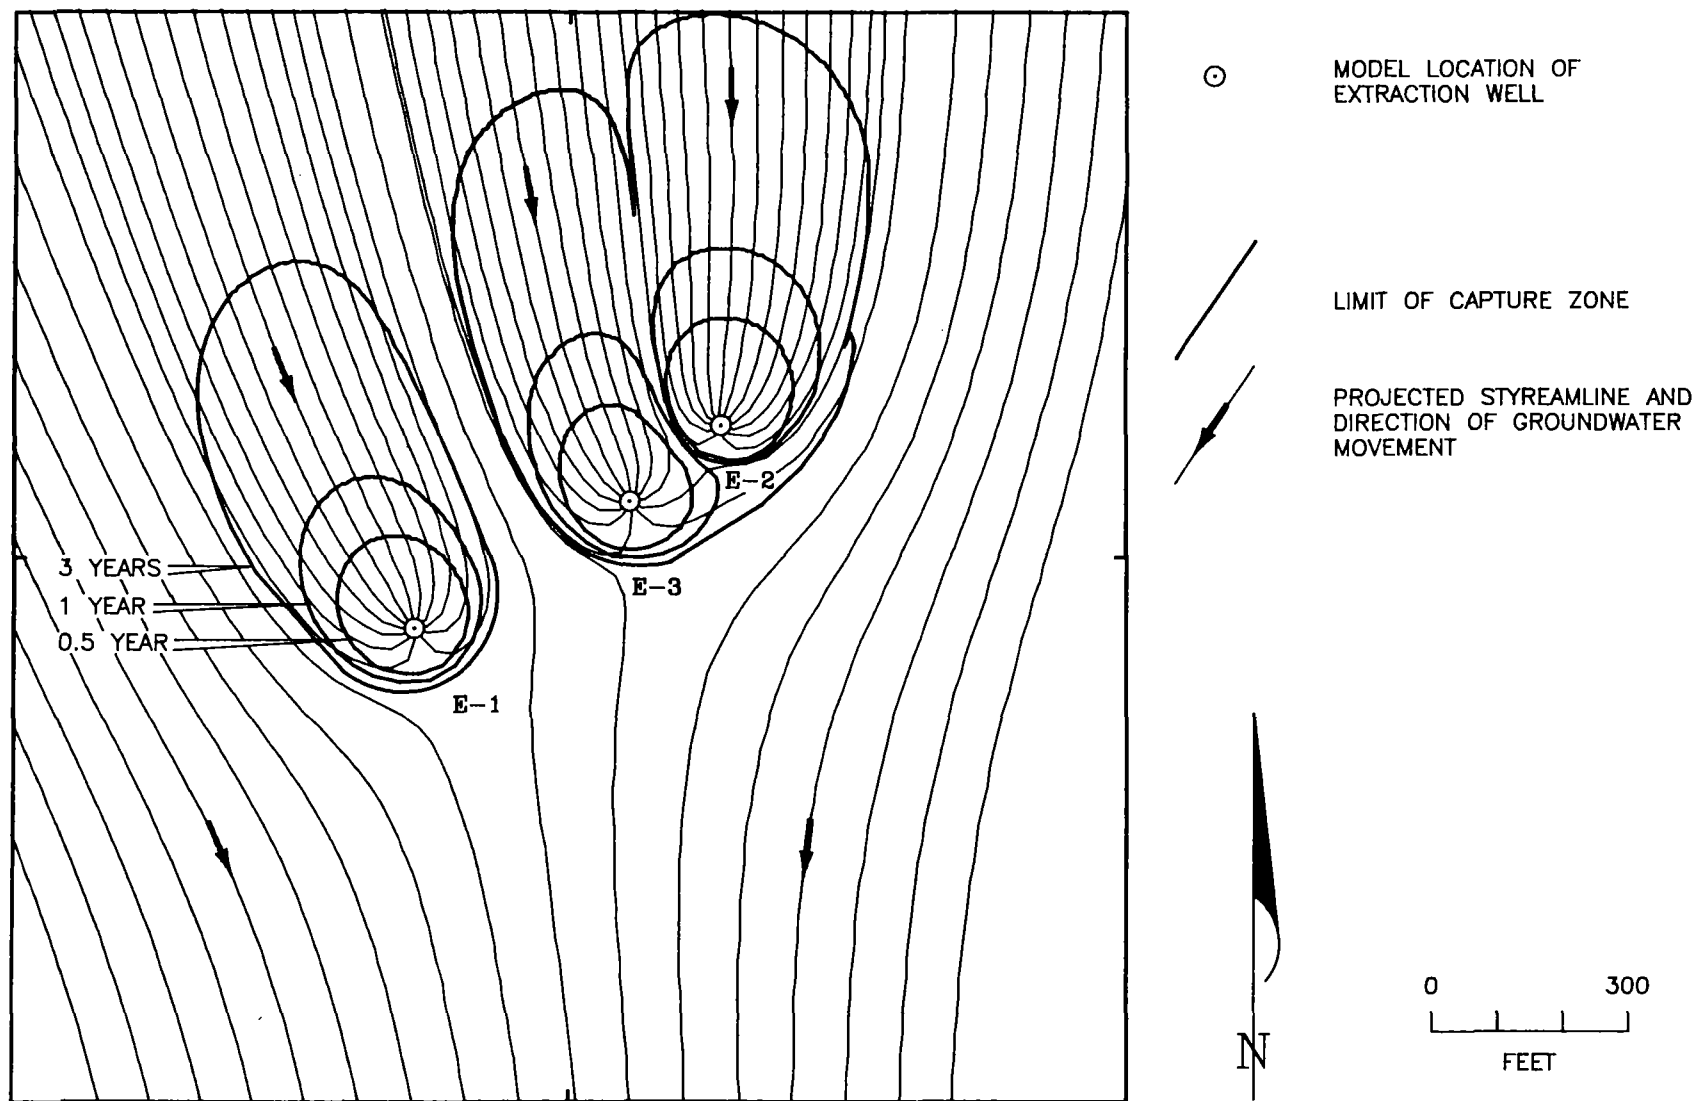 MODEL LOCATION OF
EXTRACTION WELL
LIMIT OF CAPTURE ZONE
PROJECTED STYREAMLINE AND
DIRECTION OF GROUNDWATER
MOVEMENT
E-2
E-3
3 YEARS
1 YEAR
0.5 YEAR
E-1
N
0 300
FEET